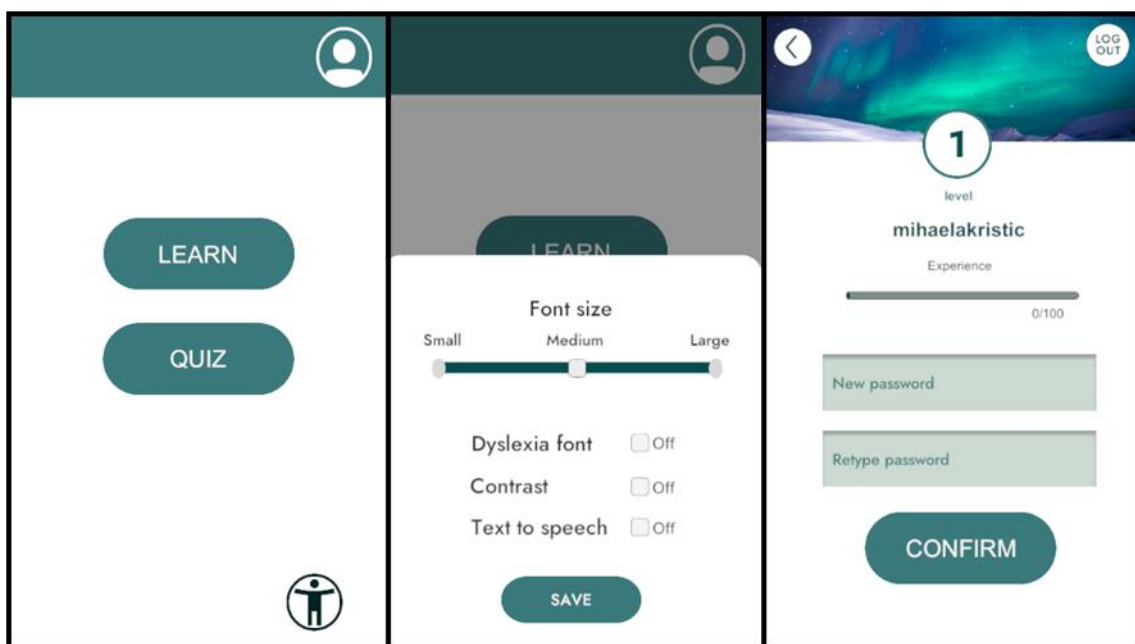 LEARN
QUIZ
LEARN
Font size
Small Medium Large
Dyslexia font Off
Contrast Off
Text to speech Off
SAVE
LOG
OUT
1
level
mihaelakristic
Experience
0/100
New password
Retype password
CONFIRM